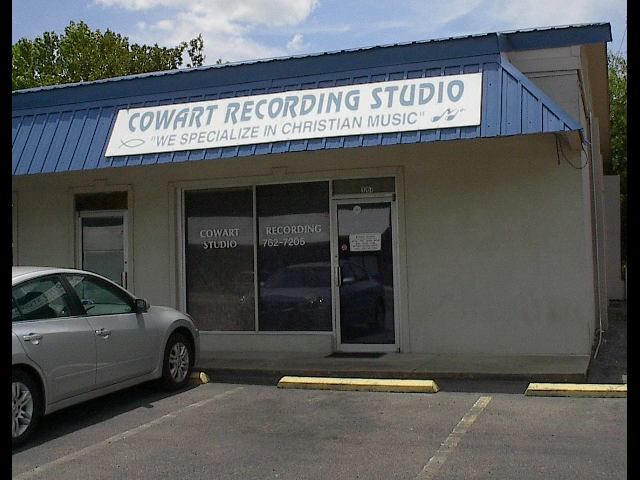 COWART RECORDING STUDIO
"WE SPECIALIZE IN CHRISTIAN MUSIC"
COWART RECORDING
STUDIO 762-7205